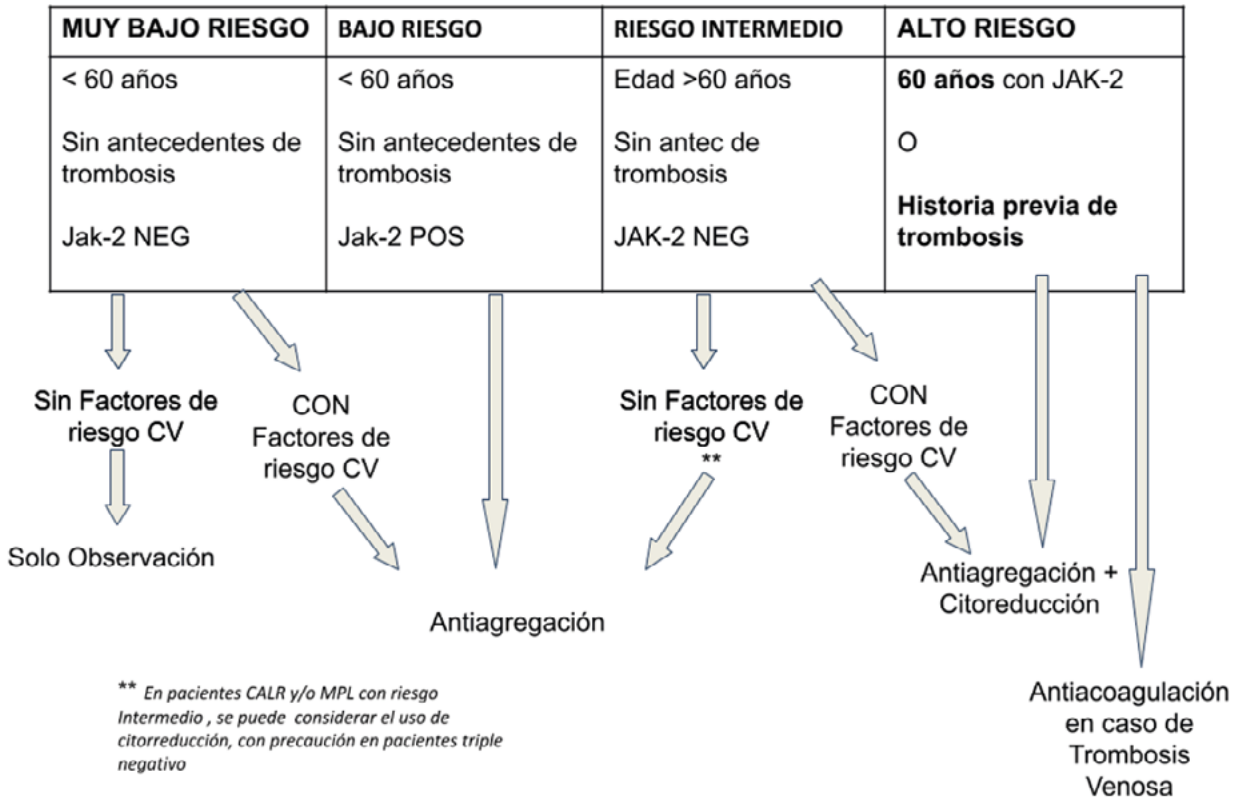 MUY BAJO RIESGO
< 60 años
Sin antecedentes de
trombosis
Jak-2 NEG
BAJO RIESGO
< 60 años
Sin antecedentes de
trombosis
Jak-2 POS
RIESGO INTERMEDIO
Edad >60 años
Sin antec de
trombosis
JAK-2 NEG
ALTO RIESGO
60 años con JAK-2
O
Historia previa de
trombosis
Sin Factores de
riesgo CV
CON
Factores de
riesgo CV
Sin Factores de
riesgo CV
**
CON
Factores de
riesgo CV
Solo Observación
Antiagregación
Antiagregación +
Citoreducción
Antiacoagulación
en caso de
Trombosis
Venosa
** En pacientes CALR y/o MPL con riesgo
Intermedio , se puede considerar el uso de
citorreducción, con precaución en pacientes triple
negativo